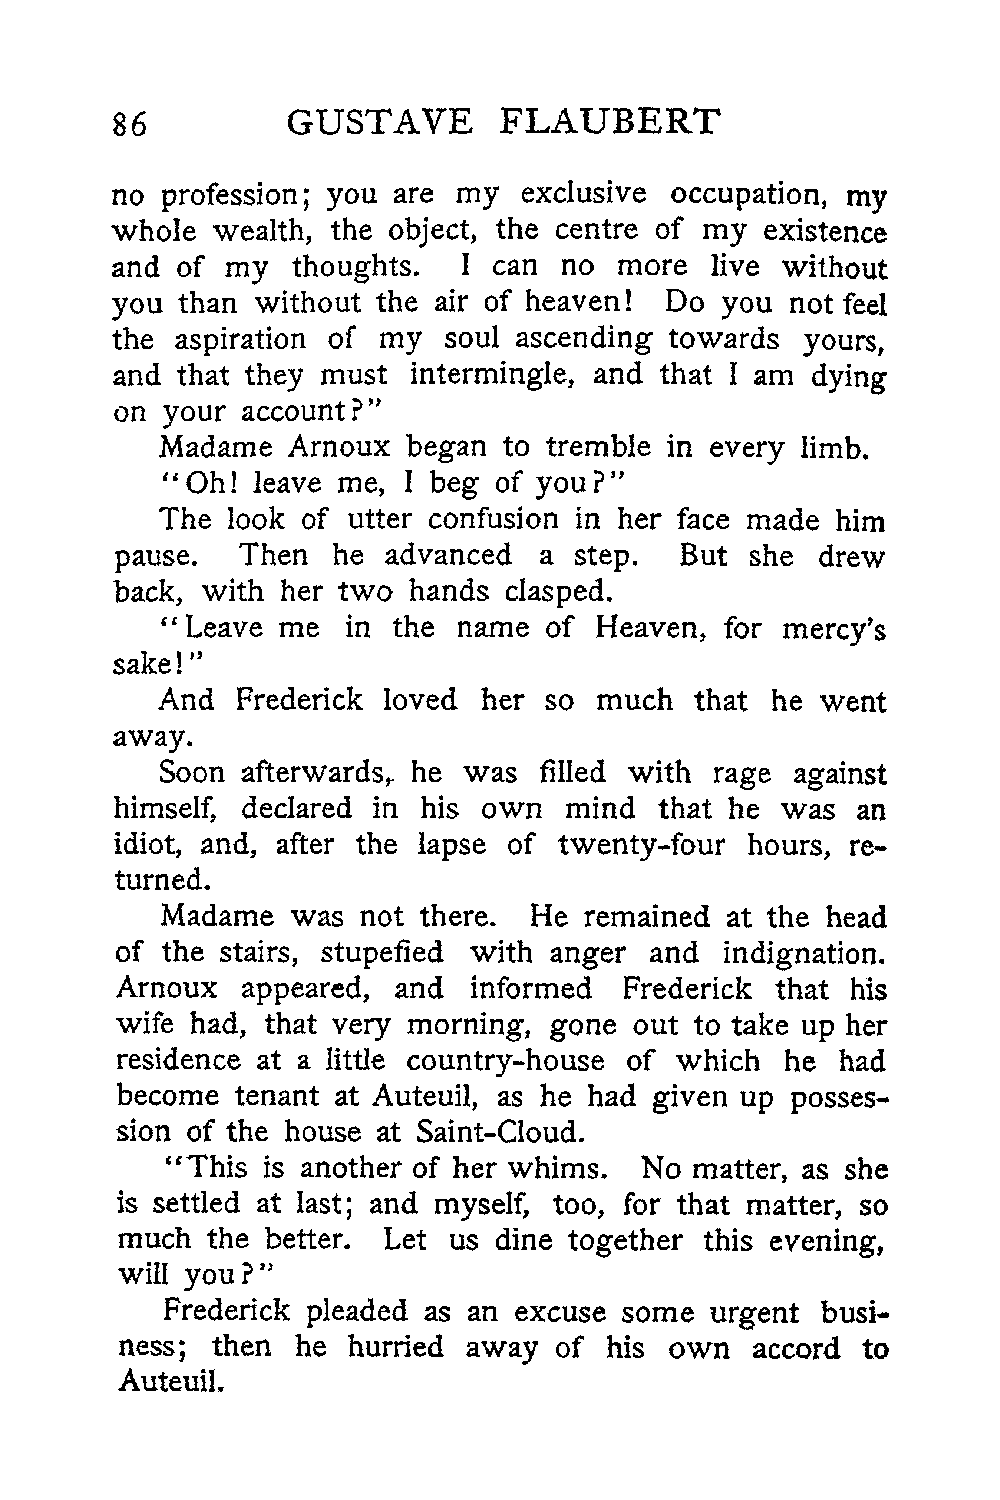 86 GUSTAVE FLAUBERT
no profession; you are my exclusive occupation, my
whole wealth, the object, the centre of my existence
and of my thoughts. I can no more live without
you than without the air of heaven! Do you not feel
the aspiration of my soul ascending towards yours,
and that they must intermingle, and that I am dying
on your account?"
Madame Arnoux began to tremble in every limb.
"Oh! leave me, I beg of you?"
The look of utter confusion in her face made him
pause. Then he advanced a step. But she drew
back, with her two hands clasped.
"Leave me in the name of Heaven, for mercy's
sake!"
And Frederick loved her so much that he went
away.
Soon afterwards, he was filled with rage against
himself, declared in his own mind that he was an
idiot, and, after the lapse of twenty-four hours, re-
turned.
Madame was not there. He remained at the head
of the stairs, stupefied with anger and indignation.
Arnoux appeared, and informed Frederick that his
wife had, that very morning, gone out to take up her
residence at a little country-house of which he had
become tenant at Auteuil, as he had given up posses-
sion of the house at Saint-Cloud.
"This is another of her whims. No matter, as she
is settled at last; and myself, too, for that matter, so
much the better. Let us dine together this evening,
will you?"
Frederick pleaded as an excuse some urgent busi-
ness; then he hurried away of his own accord to
Auteuil.